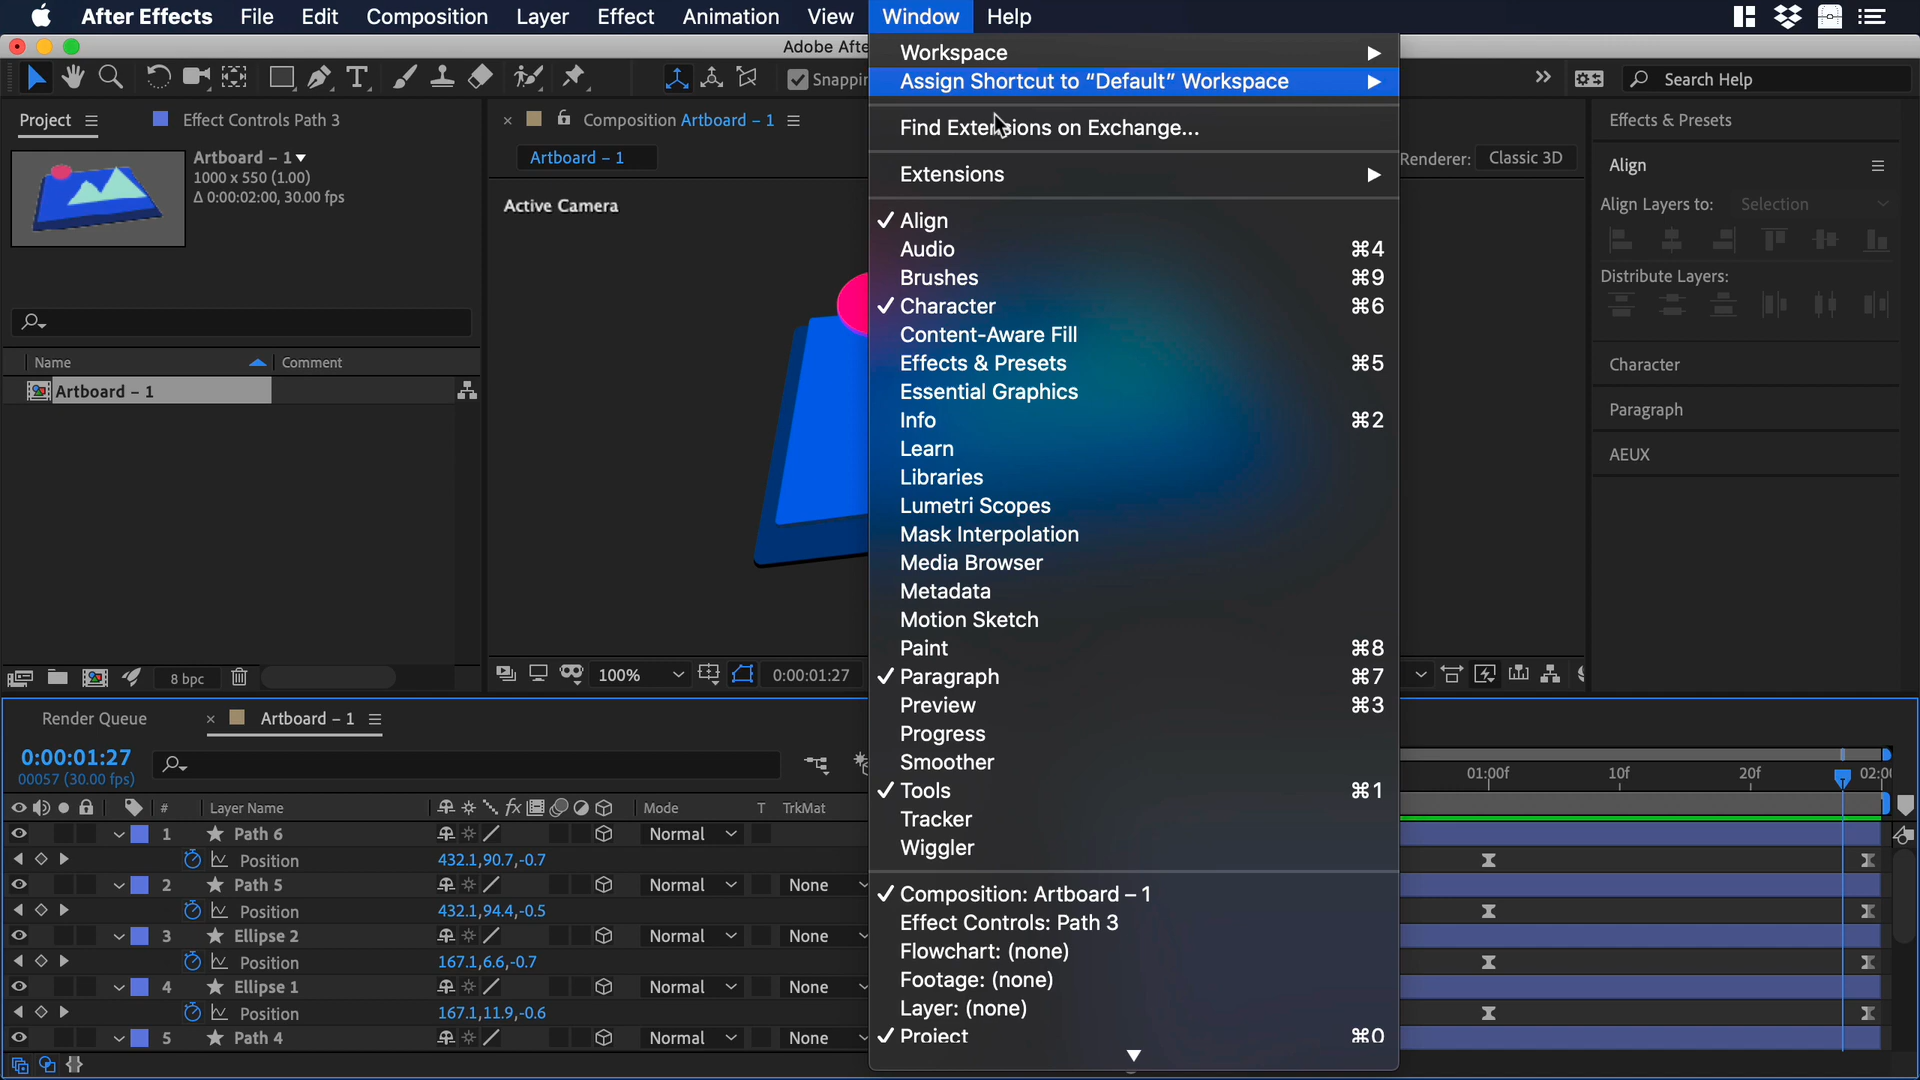 After Effects File Edit Composition Layer Effect Animation View Window Help
Adobe Afte
Snappin
Search Help
Workspace
Assign Shortcut to “Default” Workspace
Find Extensions on Exchange...
Extensions
Align
Audio ⌘4
Brushes ⌘9
Character ⌘6
Content-Aware Fill
Effects & Presets ⌘5
Essential Graphics
Info ⌘2
Learn
Libraries
Lumetri Scopes
Mask Interpolation
Media Browser
Metadata
Motion Sketch
Paint ⌘8
Paragraph ⌘7
Preview ⌘3
Progress
Smoother
Tools ⌘1
Tracker
Wiggler
Composition: Artboard – 1
Effect Controls: Path 3
Flowchart: (none)
Footage: (none)
Layer: (none)
Project ⌘0
Project
Effect Controls Path 3
Artboard – 1
1000 x 550 (1.00)
Δ 0:00:02:00, 30.00 fps
Name Comment
Artboard – 1
8 bpc
Composition Artboard – 1
Artboard – 1
Active Camera
100% 0:00:01:27
Renderer: Classic 3D
Effects & Presets
Align
Align Layers to: Selection
Distribute Layers:
Character
Paragraph
AEUX
Render Queue Artboard – 1
0:00:01:27
00057 (30.00 fps)
# Layer Name fx Mode T TrkMat
01:00f 10f 20f 02:00
1 Path 6 Normal
Position 432.1,90.7,-0.7
2 Path 5 Normal None
Position 432.1,94.4,-0.5
3 Ellipse 2 Normal None
Position 167.1,6.6,-0.7
4 Ellipse 1 Normal None
Position 167.1,11.9,-0.6
5 Path 4 Normal None